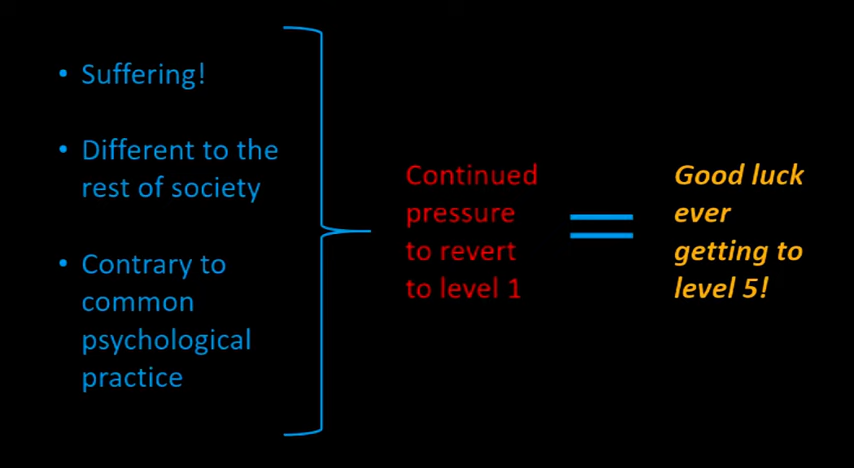 • Suffering!
• Different to the
rest of society
• Contrary to
common
psychological
practice
Continued
pressure
to revert
to level 1
=
Good luck
ever
getting to
level 5!